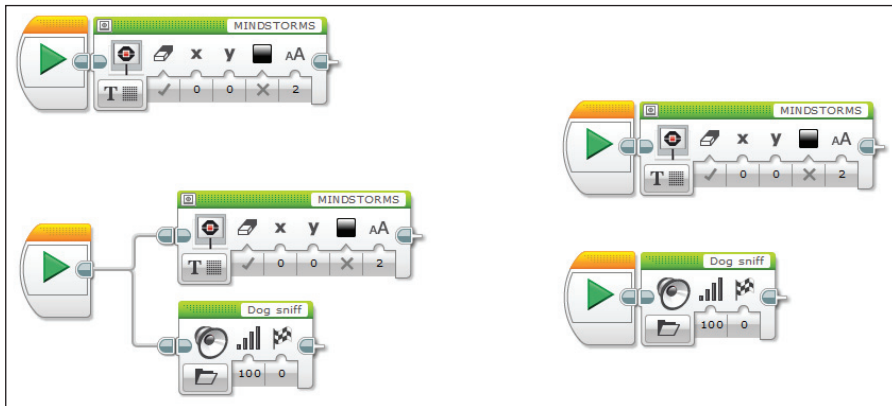 MINDSTORMS
x y AA
T 0 0 2
MINDSTORMS
x y AA
T 0 0 2
MINDSTORMS
x y AA
T 0 0 2
Dog sniff
100 0
Dog sniff
100 0